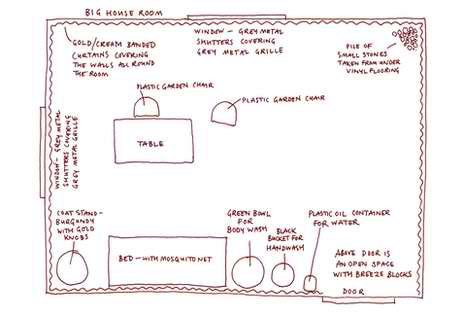 BIG HOUSE ROOM
GOLD/CREAM BANDED
CURTAINS COVERING
THE WALLS ALL ROUND
THE ROOM
WINDOW - GREY METAL
SHUTTERS COVERING
GREY METAL GRILLE
PILE OF
SMALL STONES
TAKEN FROM UNDER
VINYL FLOORING
PLASTIC GARDEN CHAIR
PLASTIC GARDEN CHAIR
TABLE
WINDOW - GREY METAL
SHUTTERS COVERING
GREY METAL GRILLE
COAT STAND-
BURGUNDY
WITH GOLD
KNOBS
BED - WITH MOSQUITO NET
GREEN BOWL
FOR
BODY WASH
BLACK
BUCKET FOR
HANDWASH
PLASTIC OIL CONTAINER
FOR WATER
ABOVE DOOR IS
AN OPEN SPACE
WITH BREEZE BLOCKS
DOOR